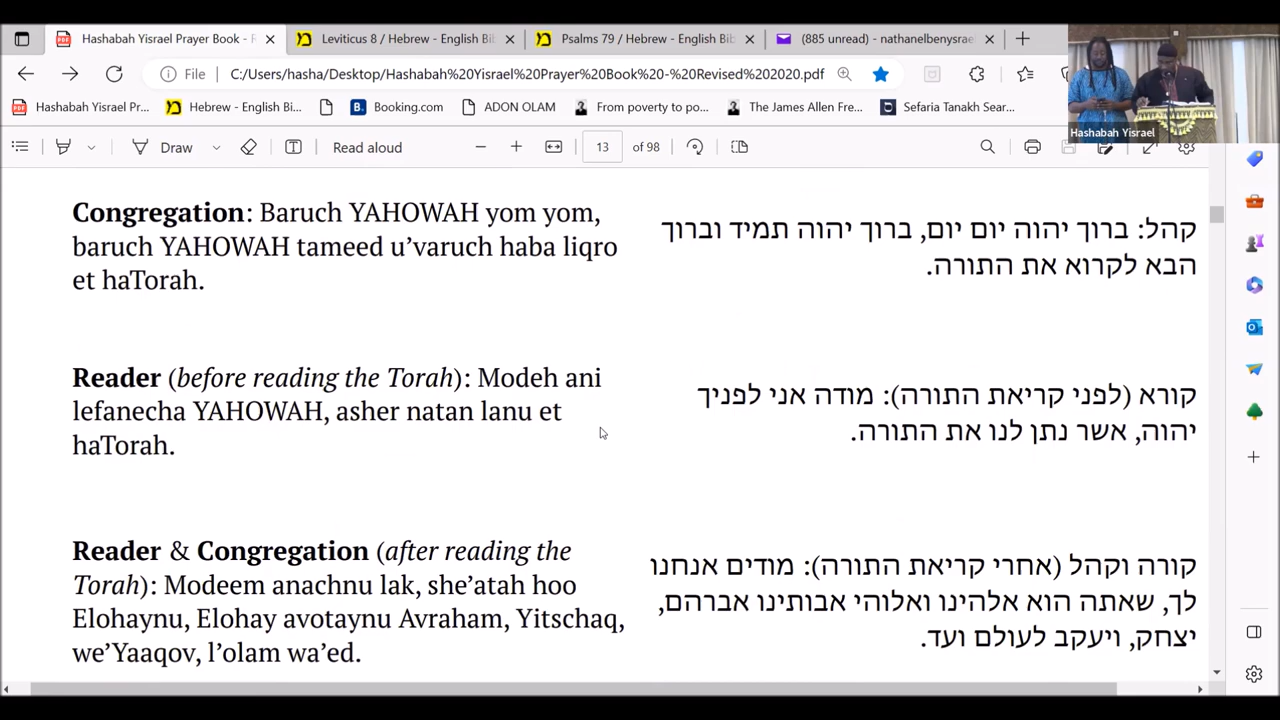 Hashabah Yisrael Prayer Book - R
Leviticus 8 / Hebrew - English Bi
Psalms 79 / Hebrew - English Bib
(885 unread) - nathanelbenysrae
File
C:/Users/hasha/Desktop/Hashabah%20Yisrael%20Prayer%20Book%20-%20Revised%202020.pdf
Hashabah Yisrael Pr...
Hebrew - English Bi...
Booking.com
ADON OLAM
From poverty to po...
The James Allen Fre...
Sefaria Tanakh Sear...
Hashabah Yisrael
Draw
Read aloud
13 of 98
Congregation: Baruch YAHOWAH yom yom,
baruch YAHOWAH tameed u’varuch haba liqro
et haTorah.
קהל: ברוך יהוה יום יום, ברוך יהוה תמיד וברוך
הבא לקרוא את התורה.
Reader (before reading the Torah): Modeh ani
lefanecha YAHOWAH, asher natan lanu et
haTorah.
קורא (לפני קריאת התורה): מודה אני לפניך
יהוה, אשר נתן לנו את התורה.
Reader & Congregation (after reading the
Torah): Modeem anachnu lak, she’atah hoo
Elohaynu, Elohay avotaynu Avraham, Yitschaq,
we’Yaaqov, l’olam wa’ed.
קורה וקהל (אחרי קריאת התורה): מודים אנחנו
לך, שאתה הוא אלהינו ואלוהי אבותינו אברהם,
יצחק, ויעקב לעולם ועד.